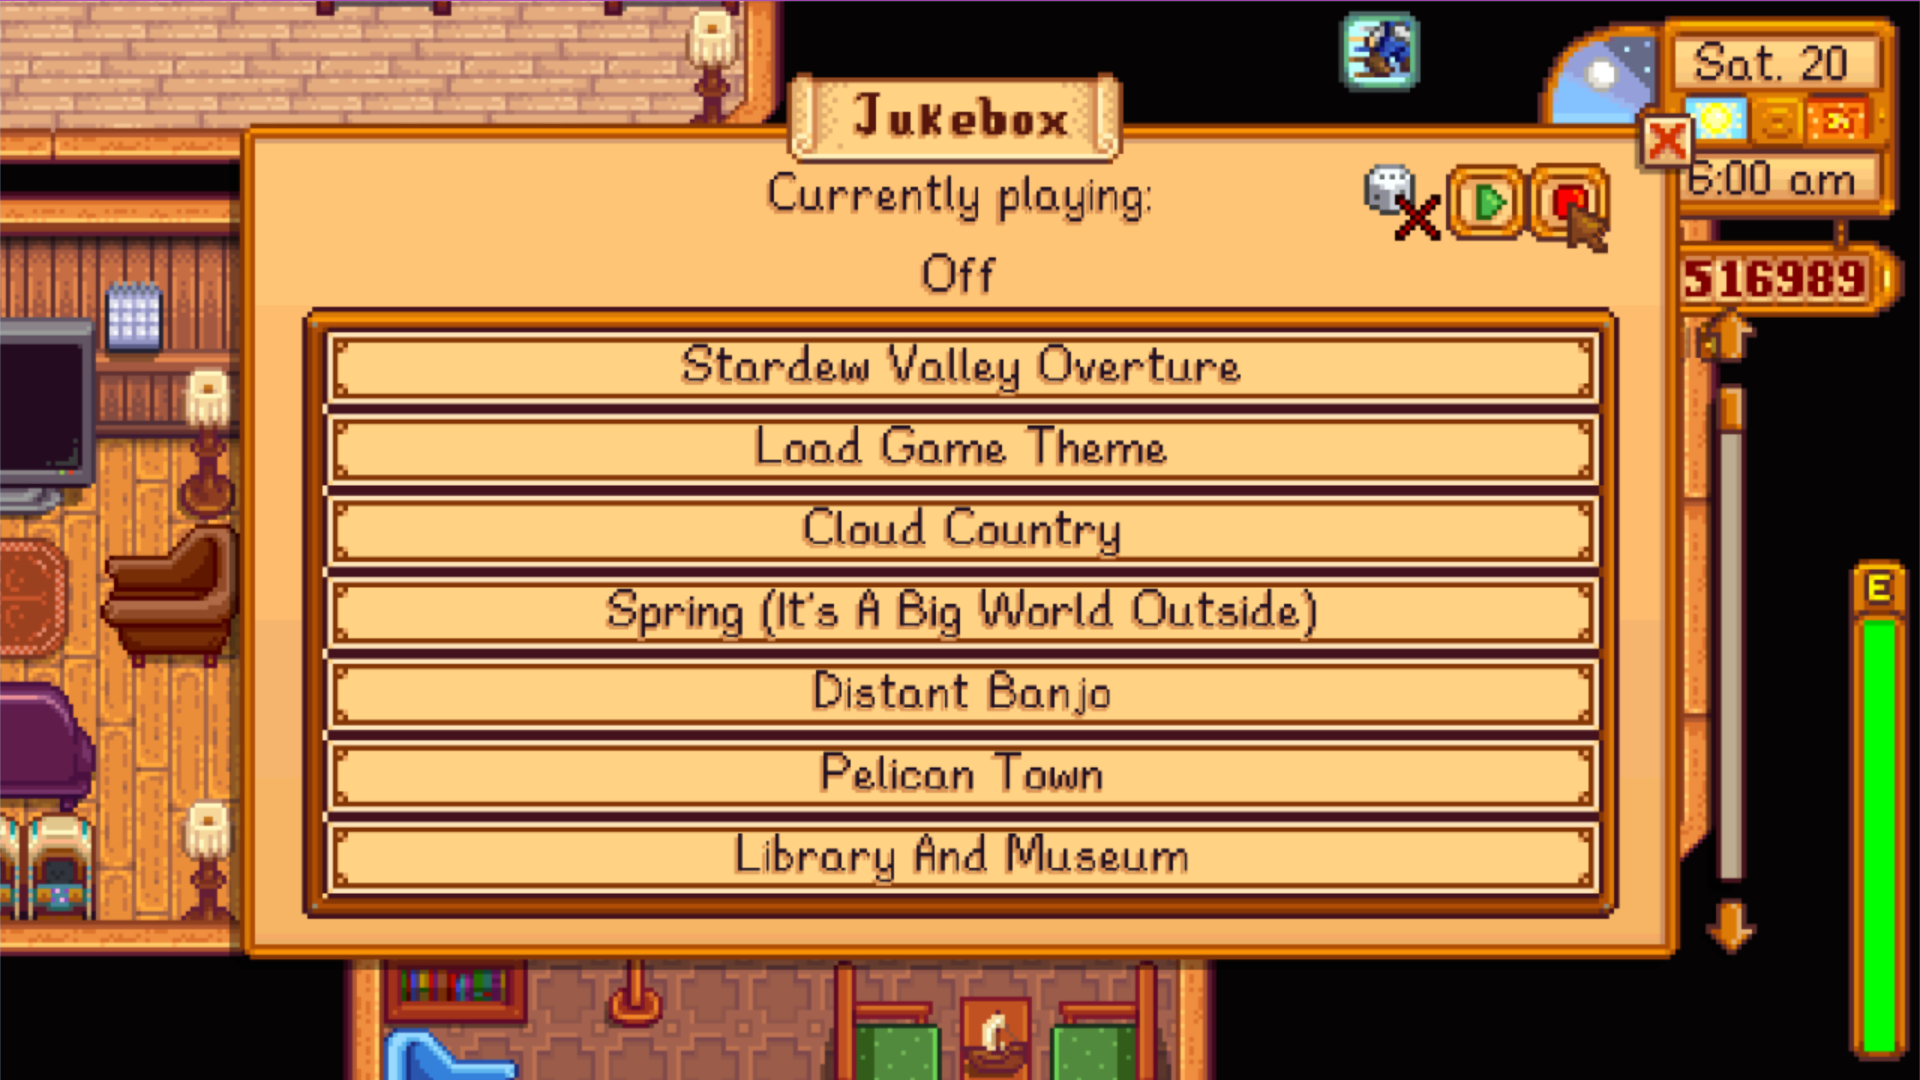 Sat. 20
Jukebox
6:00 am
Currently playing:
Off
516989
Stardew Valley Overture
Load Game Theme
Cloud Country
Spring (It's A Big World Outside)
Distant Banjo
Pelican Town
Library And Museum
E